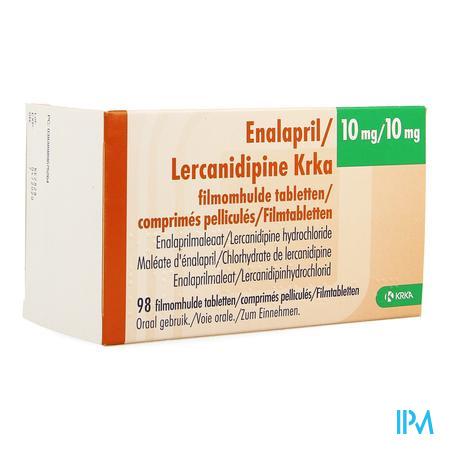 Enalapril/
Lercanidipine Krka
10 mg/10 mg
filmomhulde tabletten/
comprimés pelliculés/Filmtabletten
Enalaprilmaleaat/Lercanidipine hydrochloride
Maléate d'énalapril/Chlorhydrate de lercanidipine
Enalaprilmaleat/Lercanidipinhydrochlorid
98 filmomhulde tabletten/comprimés pelliculés/Filmtabletten
Oraal gebruik./Voie orale./Zum Einnehmen.
KRKA
IPM